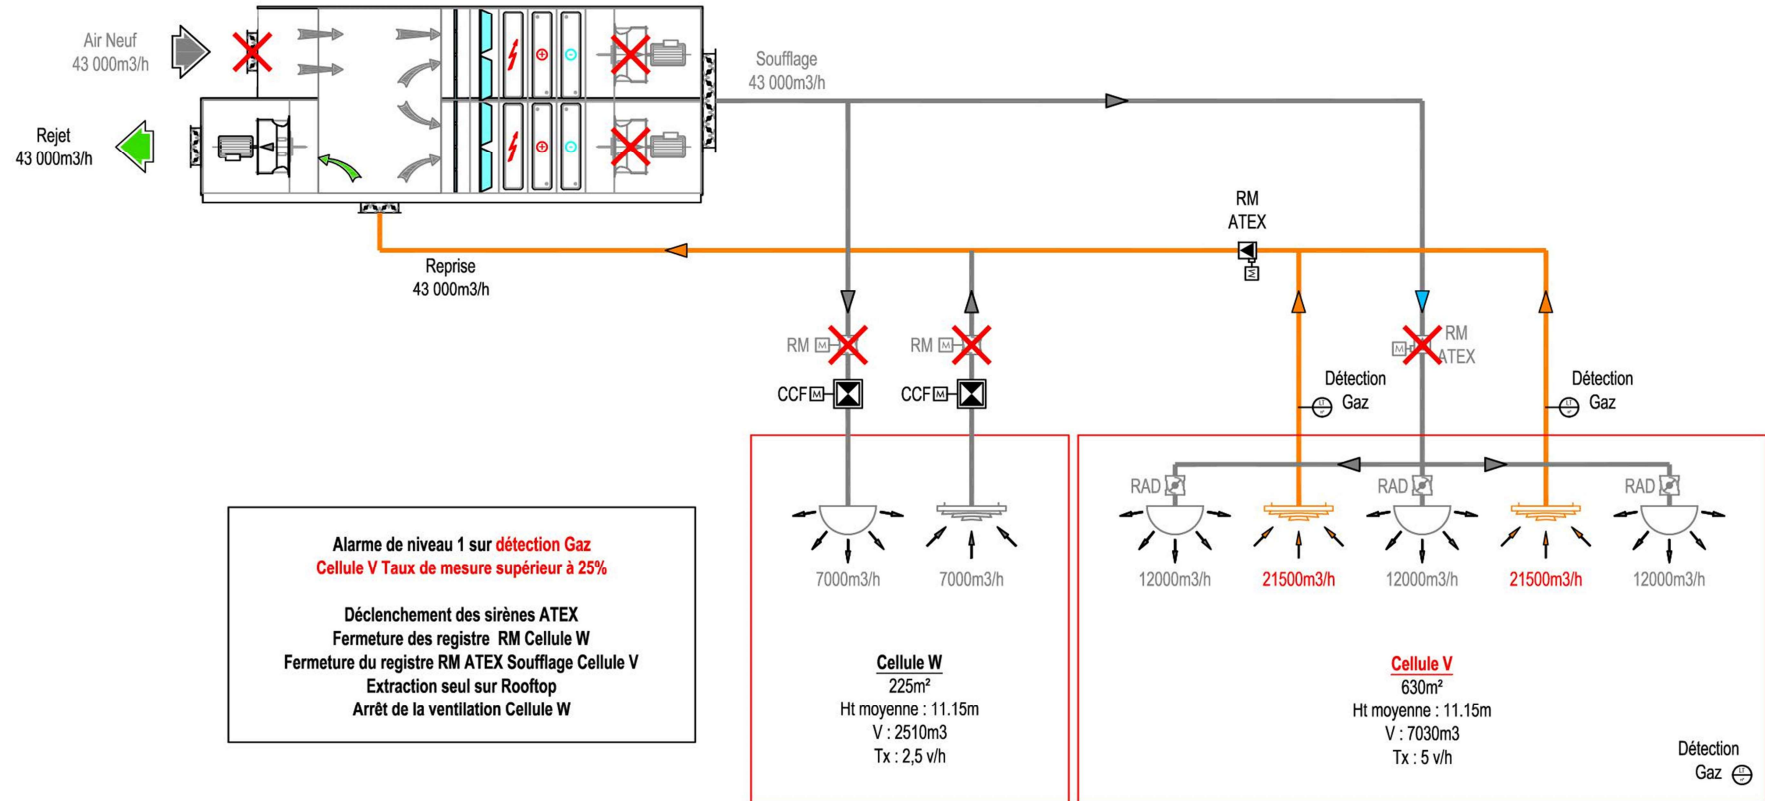 Air Neuf
43 000m3/h
Soufflage
43 000m3/h
Rejet
43 000m3/h
RM
ATEX
M
Reprise
43 000m3/h
RM M
RM M
M RM
ATEX
CCF M
CCF M
Détection
Gaz
LT
Détection
Gaz
LT
RAD
RAD
RAD
7000m3/h
7000m3/h
12000m3/h
21500m3/h
12000m3/h
21500m3/h
12000m3/h
Alarme de niveau 1 sur détection Gaz
Cellule V Taux de mesure supérieur à 25%
Déclenchement des sirènes ATEX
Fermeture des registre RM Cellule W
Fermeture du registre RM ATEX Soufflage Cellule V
Extraction seul sur Rooftop
Arrêt de la ventilation Cellule W
Cellule W
225m²
Ht moyenne : 11.15m
V : 2510m3
Tx : 2,5 v/h
Cellule V
630m²
Ht moyenne : 11.15m
V : 7030m3
Tx : 5 v/h
Détection
Gaz
LT